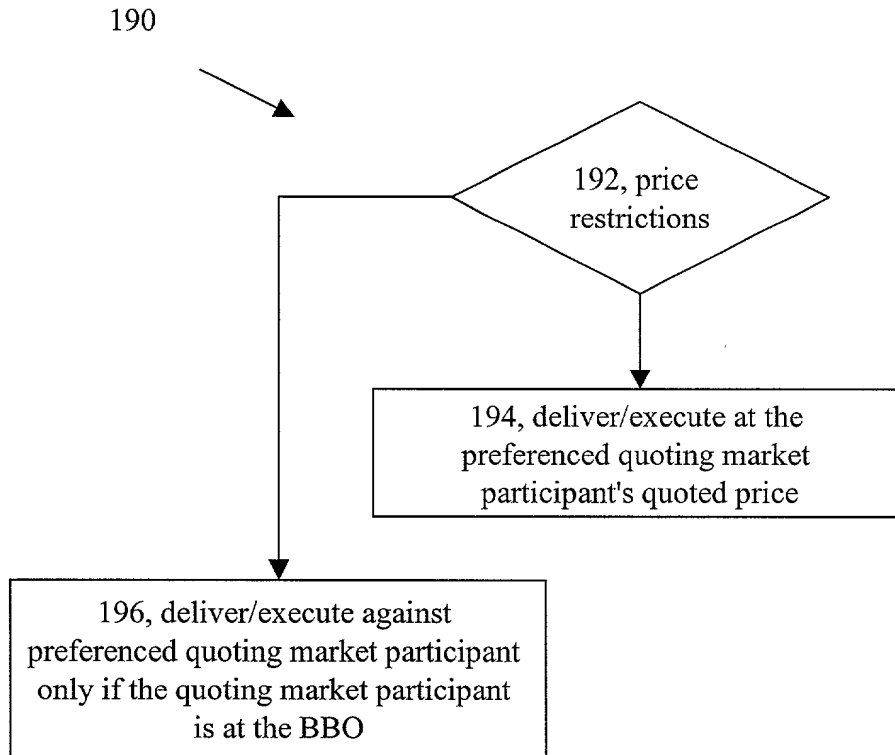 190
192, price
restrictions
194, deliver/execute at the
preferenced quoting market
participant's quoted price
196, deliver/execute against
preferenced quoting market participant
only if the quoting market participant
is at the BBO